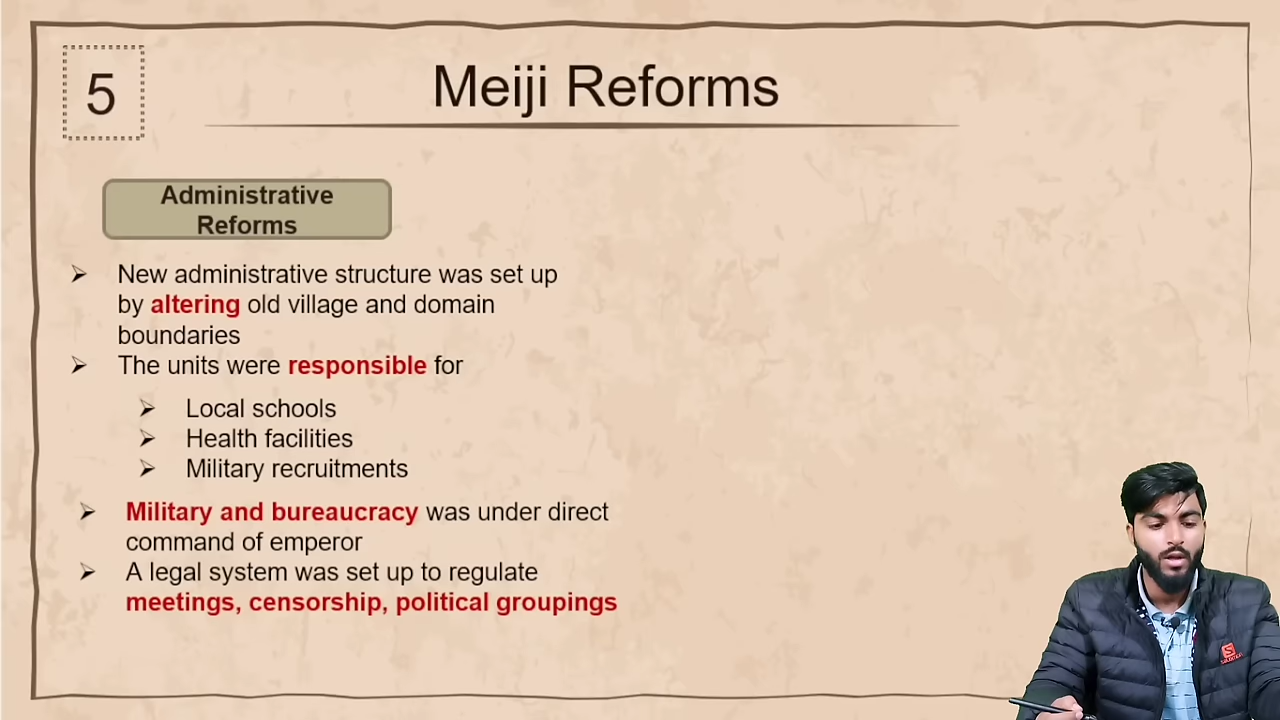 5
Meiji Reforms
Administrative
Reforms
New administrative structure was set up
by altering old village and domain
boundaries
The units were responsible for
Local schools
Health facilities
Military recruitments
Military and bureaucracy was under direct
command of emperor
A legal system was set up to regulate
meetings, censorship, political groupings